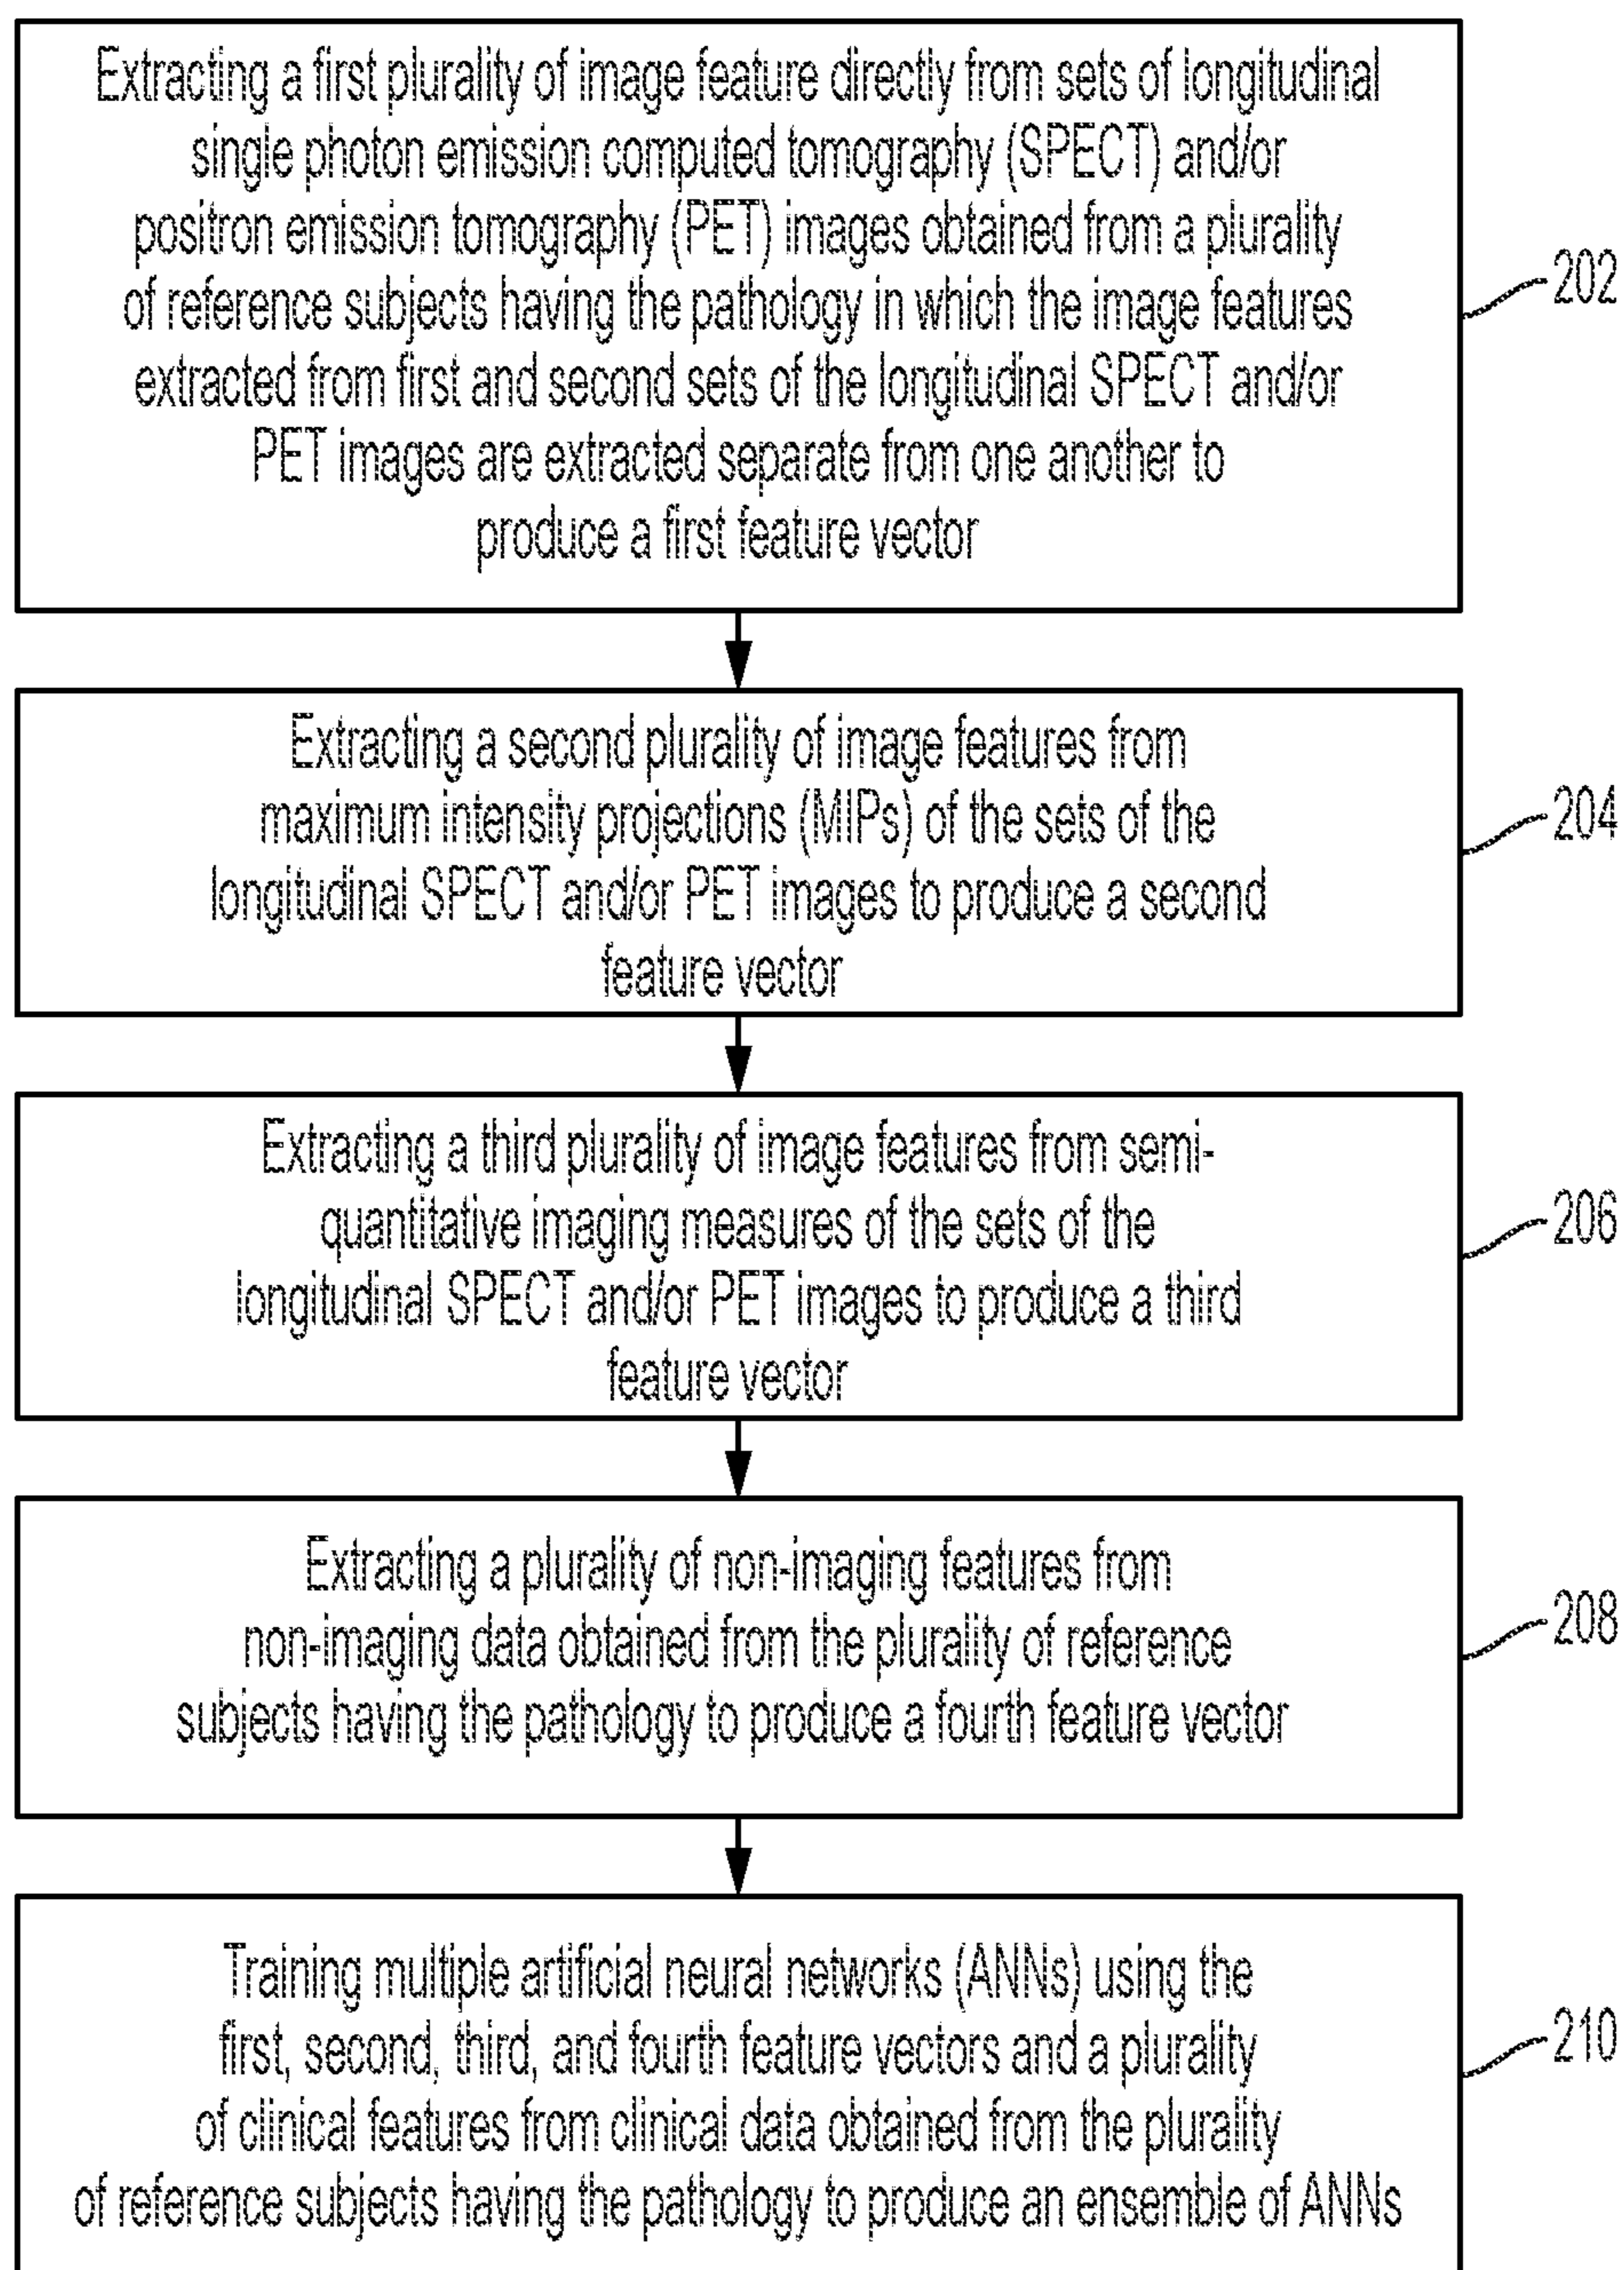 Extracting a first plurality of image feature directly from sets of longitudinal
single photon emission computed tomography (SPECT) and/or
positron emission tomography (PET) images obtained from a plurality
of reference subjects having the pathology in which the image features
extracted from first and second sets of the longitudinal SPECT and/or
PET images are extracted separate from one another to
produce a first feature vector
202
Extracting a second plurality of image features from
maximum intensity projections (MIPs) of the sets of the
longitudinal SPECT and/or PET images to produce a second
feature vector
204
Extracting a third plurality of image features from semi-
quantitative imaging measures of the sets of the
longitudinal SPECT and/or PET images to produce a third
feature vector
206
Extracting a plurality of non-imaging features from
non-imaging data obtained from the plurality of reference
subjects having the pathology to produce a fourth feature vector
208
Training multiple artificial neural networks (ANNs) using the
first, second, third, and fourth feature vectors and a plurality
of clinical features from clinical data obtained from the plurality
of reference subjects having the pathology to produce an ensemble of ANNs
210